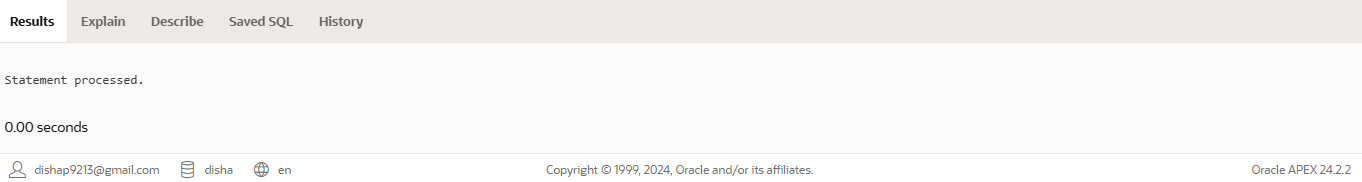 Results Explain Describe Saved SQL History
Statement processed.
0.00 seconds
dishap9213@gmail.com disha en Copyright © 1999, 2024, Oracle and/or its affiliates. Oracle APEX 24.2.2